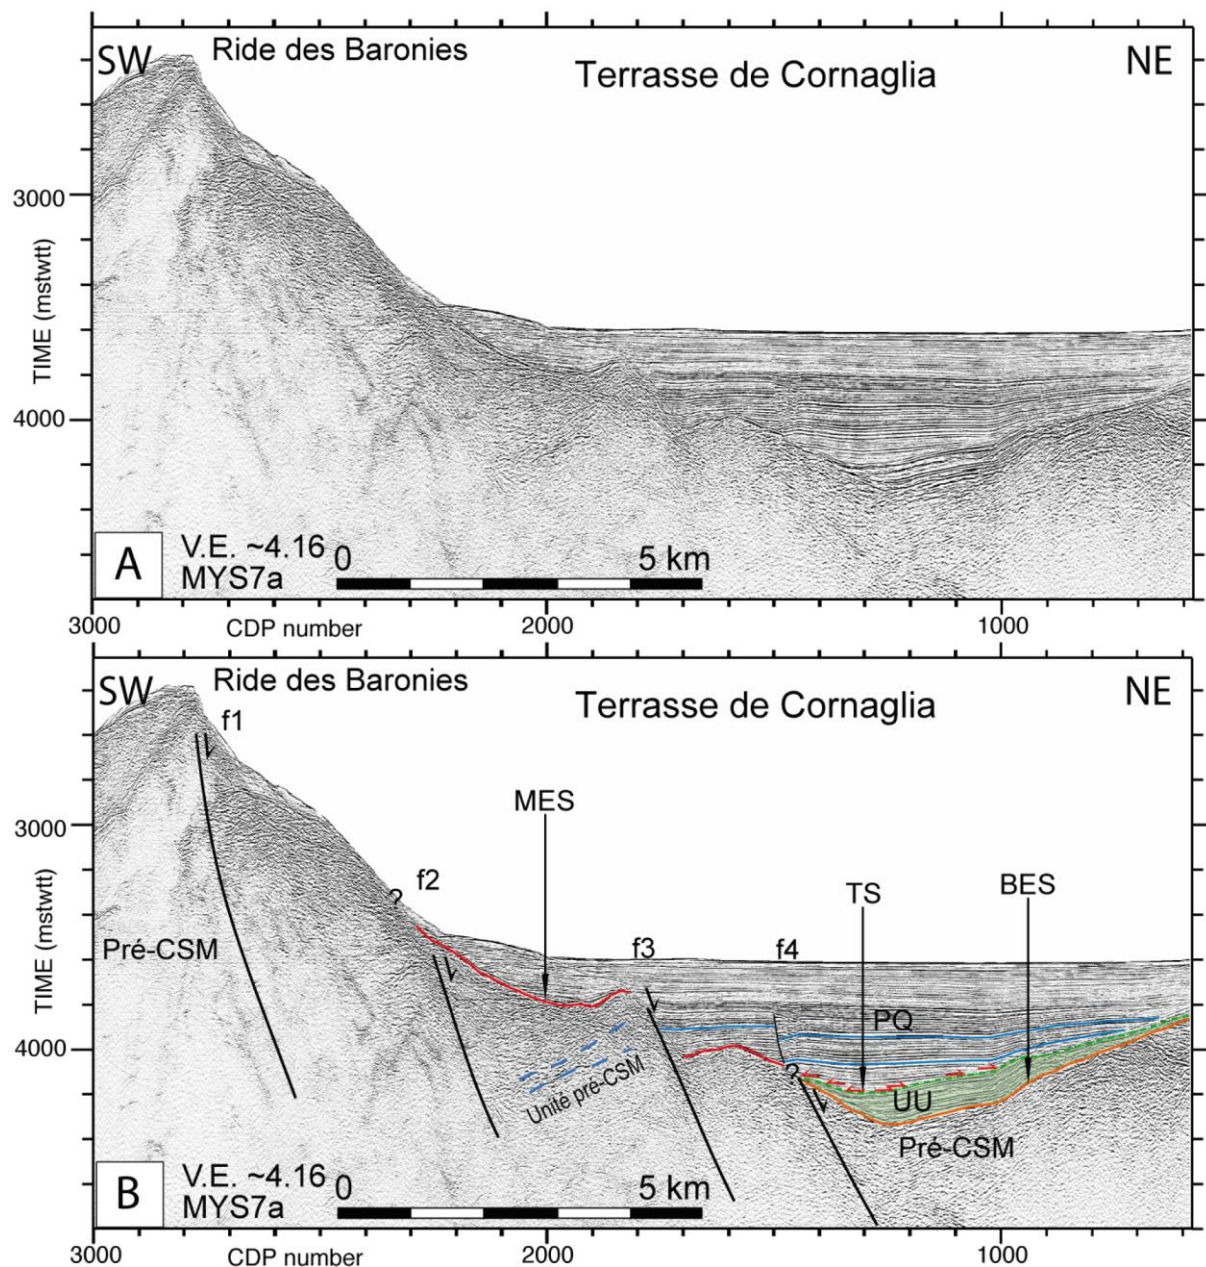 SW
Ride des Baronies
Terrasse de Cornaglia
NE
3000
4000
TIME (mstwtt)
A
V.E. ~4.16
MYS7a
0
5 km
3000
2000
1000
CDP number
SW
Ride des Baronies
Terrasse de Cornaglia
NE
f1
MES
3000
?
f2
TS
BES
Pré-CSM
f3
f4
TIME (mstwtt)
PQ
4000
Unité pré-CSM
?
UU
Pré-CSM
B
V.E. ~4.16
MYS7a
0
5 km
3000
2000
1000
CDP number